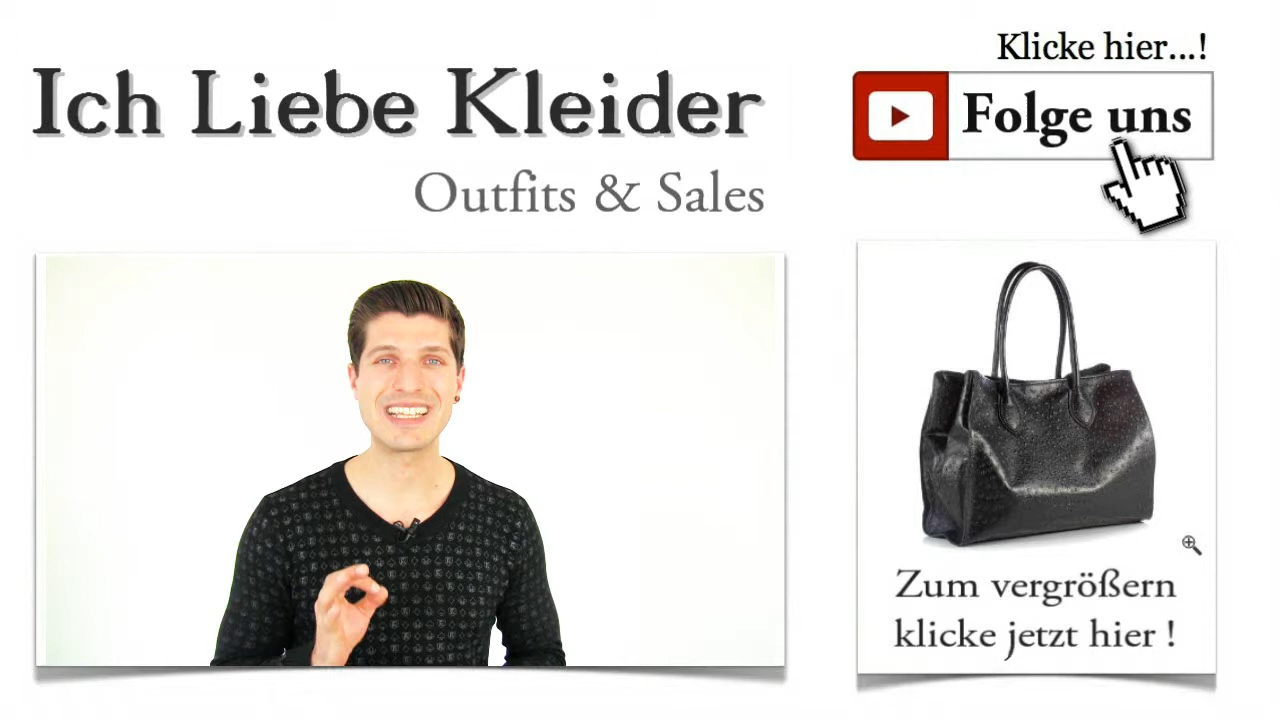 Ich Liebe Kleider
Outfits & Sales
Klicke hier...!
Folge uns
Zum vergrößern
klicke jetzt hier !